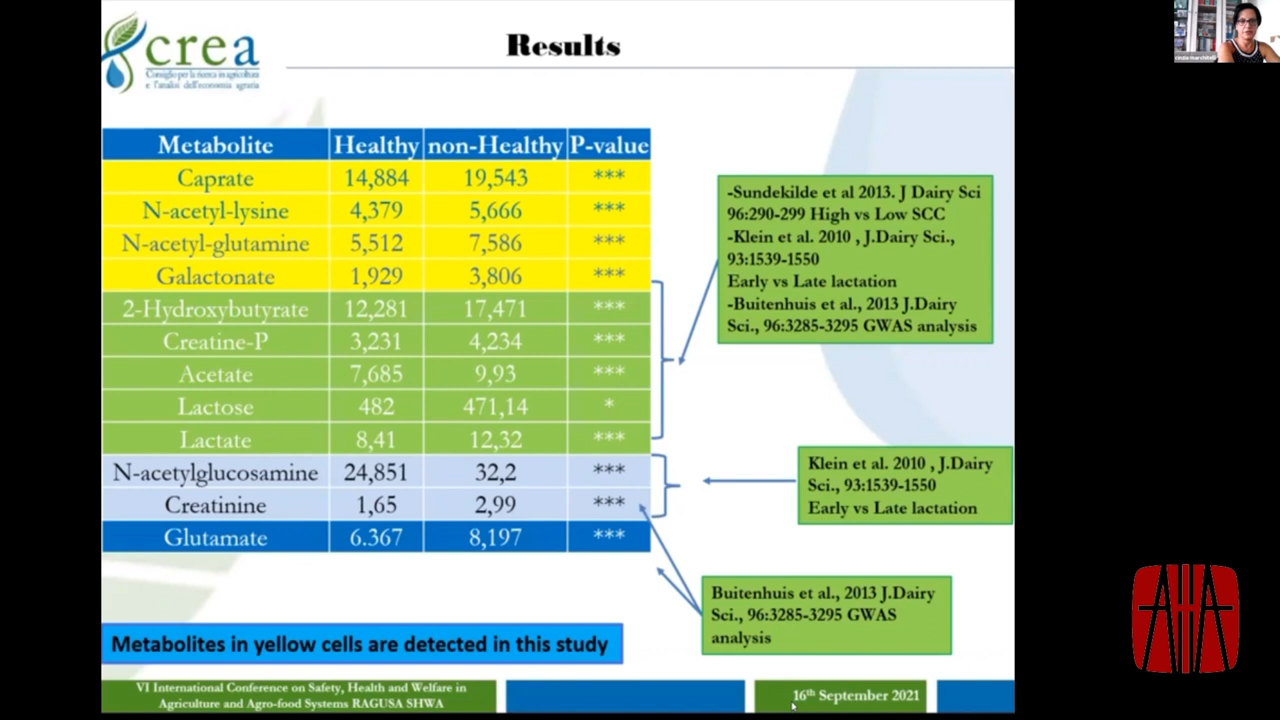 crea
Consiglio per la ricerca in agricoltura
e l'analisi dell'economia agraria
Results
Metabolite Healthy non-Healthy P-value
Caprate 14,884 19,543 ***
N-acetyl-lysine 4,379 5,666 ***
N-acetyl-glutamine 5,512 7,586 ***
Galactonate 1,929 3,806 ***
2-Hydroxybutyrate 12,281 17,471 ***
Creatine-P 3,231 4,234 ***
Acetate 7,685 9,93 ***
Lactose 482 471,14 *
Lactate 8,41 12,32 ***
N-acetylglucosamine 24,851 32,2 ***
Creatinine 1,65 2,99 ***
Glutamate 6.367 8,197 ***
-Sundekilde et al 2013. J Dairy Sci
96:290-299 High vs Low SCC
-Klein et al. 2010 , J.Dairy Sci.,
93:1539-1550
Early vs Late lactation
-Buitenhuis et al., 2013 J.Dairy
Sci., 96:3285-3295 GWAS analysis
Klein et al. 2010 , J.Dairy
Sci., 93:1539-1550
Early vs Late lactation
Buitenhuis et al., 2013 J.Dairy
Sci., 96:3285-3295 GWAS
analysis
Metabolites in yellow cells are detected in this study
VI International Conference on Safety, Health and Welfare in
Agriculture and Agro-food Systems RAGUSA SHWA
16th September 2021